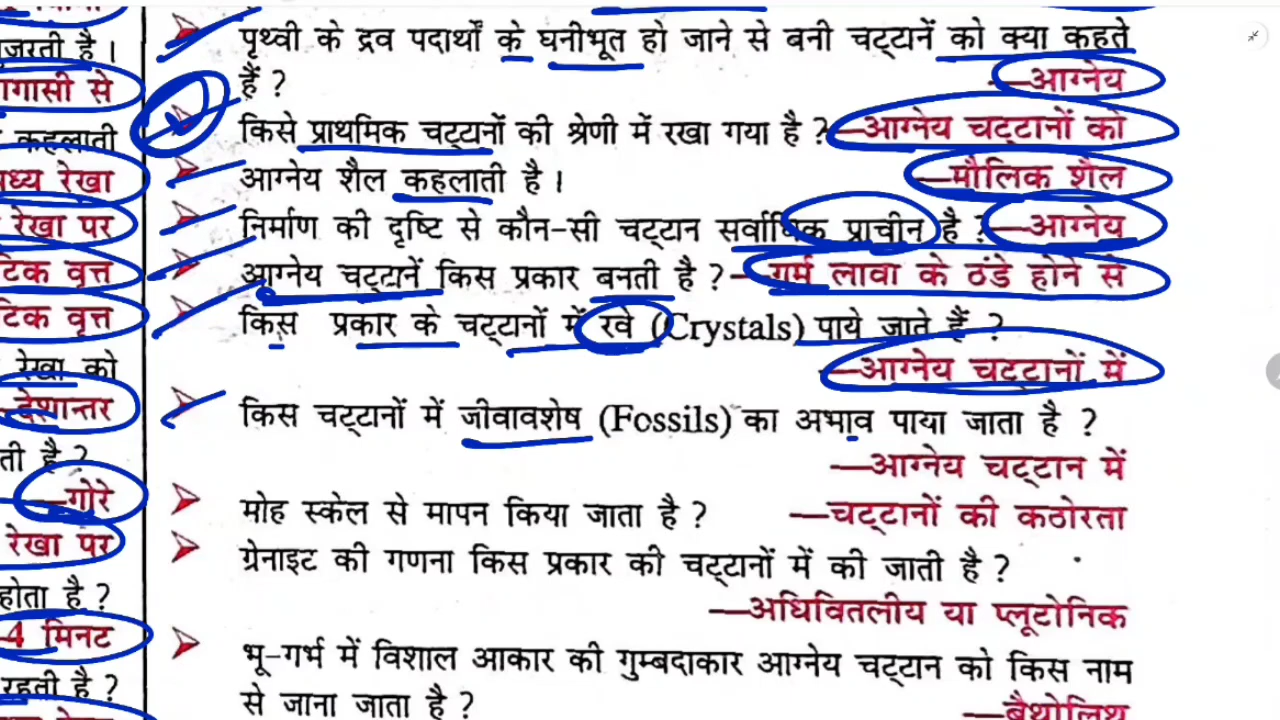 गुजरती है।
गासी से
कहलाती
मध्य रेखा
रेखा पर
टिक वृत्त
टिक वृत्त
रेखा को
देशान्तर
ती है ?
—गोरे
रेखा पर
होता है ?
4 मिनट
रहती है ?
पृथ्वी के द्रव पदार्थों के घनीभूत हो जाने से बनी चट्टानें को क्या कहते
हैं ? —आग्नेय
किसे प्राथमिक चट्टानों की श्रेणी में रखा गया है ? —आग्नेय चट्टानों को
आग्नेय शैल कहलाती है। —मौलिक शैल
निर्माण की दृष्टि से कौन-सी चट्टान सर्वाधिक प्राचीन है ? —आग्नेय
आग्नेय चट्टानें किस प्रकार बनती है ? —गर्म लावा के ठंडे होने से
किस प्रकार के चट्टानों में रवे (Crystals) पाये जाते हैं ?
—आग्नेय चट्टानों में
किस चट्टानों में जीवावशेष (Fossils) का अभाव पाया जाता है ?
—आग्नेय चट्टान में
मोह स्केल से मापन किया जाता है ? —चट्टानों की कठोरता
ग्रेनाइट की गणना किस प्रकार की चट्टानों में की जाती है ?
—अधिवितलीय या प्लूटोनिक
भू-गर्भ में विशाल आकार की गुम्बदाकार आग्नेय चट्टान को किस नाम
से जाना जाता है ? —बैथोलिथ